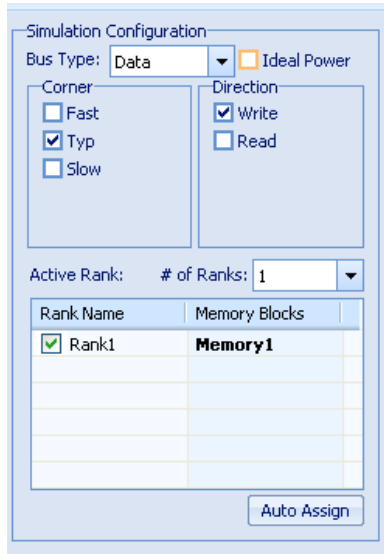 Simulation Configuration
Bus Type: Data Ideal Power
Corner Direction
Fast Write
Typ Read
Slow
Active Rank: # of Ranks: 1
Rank Name Memory Blocks
Rank1 Memory1
Auto Assign